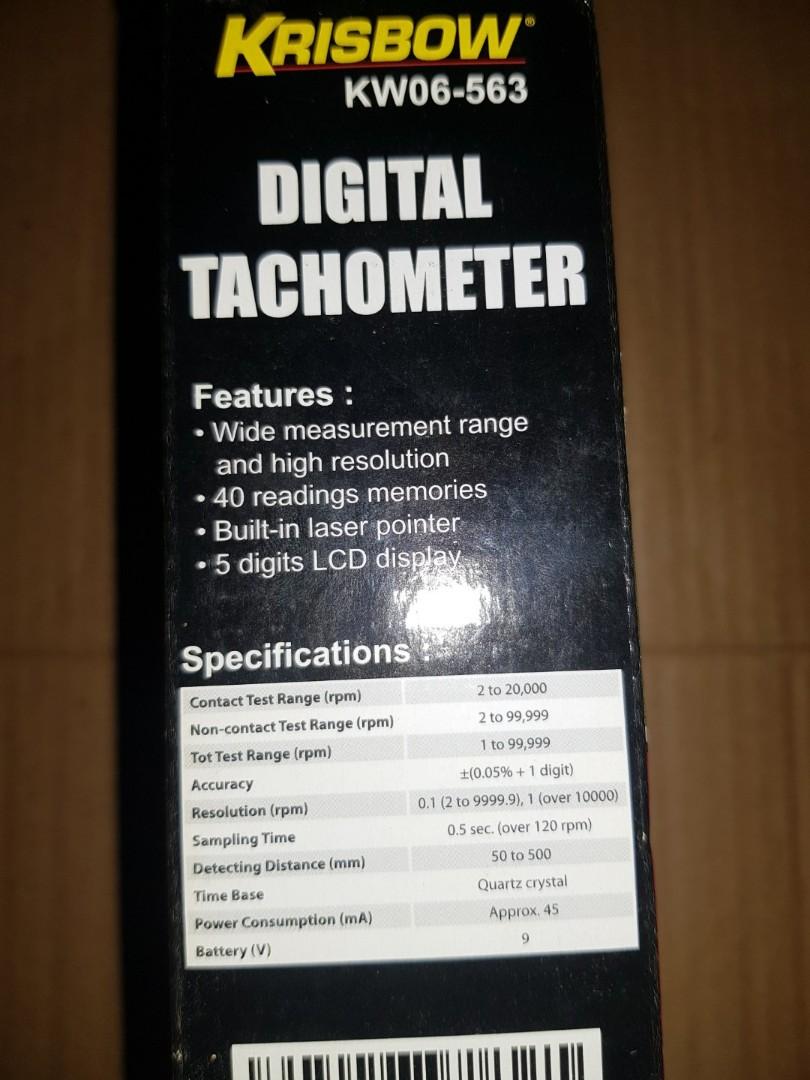 KRISBOW®
KW06-563
DIGITAL
TACHOMETER
Features :
• Wide measurement range
and high resolution
• 40 readings memories
• Built-in laser pointer
• 5 digits LCD display
Specifications :
Contact Test Range (rpm) 2 to 20,000
Non-contact Test Range (rpm) 2 to 99,999
Tot Test Range (rpm) 1 to 99,999
Accuracy ±(0.05% + 1 digit)
Resolution (rpm) 0.1 (2 to 9999.9), 1 (over 10000)
Sampling Time 0.5 sec. (over 120 rpm)
Detecting Distance (mm) 50 to 500
Time Base Quartz crystal
Power Consumption (mA) Approx. 45
Battery (V) 9